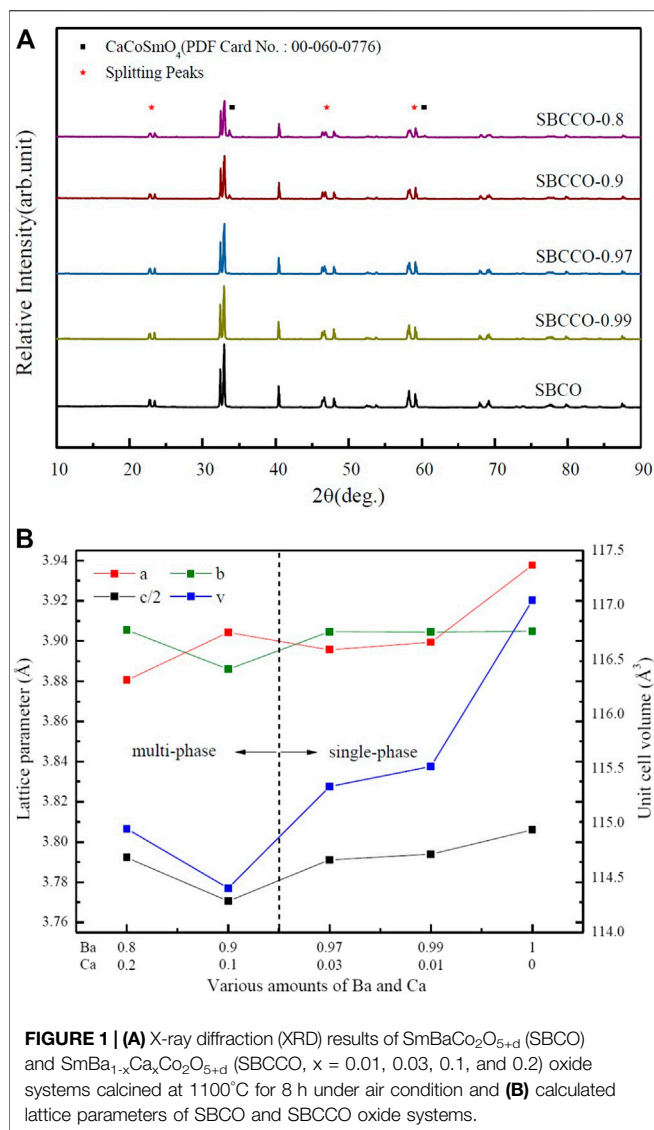 A
CaCoSmO₄(PDF Card No. : 00-060-0776)
Splitting Peaks
SBCCO-0.8
SBCCO-0.9
SBCCO-0.97
SBCCO-0.99
SBCO
Relative Intensity(arb.unit)
10 20 30 40 50 60 70 80 90
2θ(deg.)
B
a b
c/2 v
3.94
3.92
3.90
3.88
3.86
3.84
3.82
3.80
3.78
3.76
Lattice parameter (Å)
multi-phase single-phase
117.5
117.0
116.5
116.0
115.5
115.0
114.5
114.0
Unit cell volume (Å³)
Ba 0.8 0.9 0.97 0.99 1
Ca 0.2 0.1 0.03 0.01 0
Various amounts of Ba and Ca
FIGURE 1 | (A) X-ray diffraction (XRD) results of SmBaCo₂O₅₊d (SBCO)
and SmBa₁₋ₓCaₓCo₂O₅₊d (SBCCO, x = 0.01, 0.03, 0.1, and 0.2) oxide
systems calcined at 1100°C for 8 h under air condition and (B) calculated
lattice parameters of SBCO and SBCCO oxide systems.